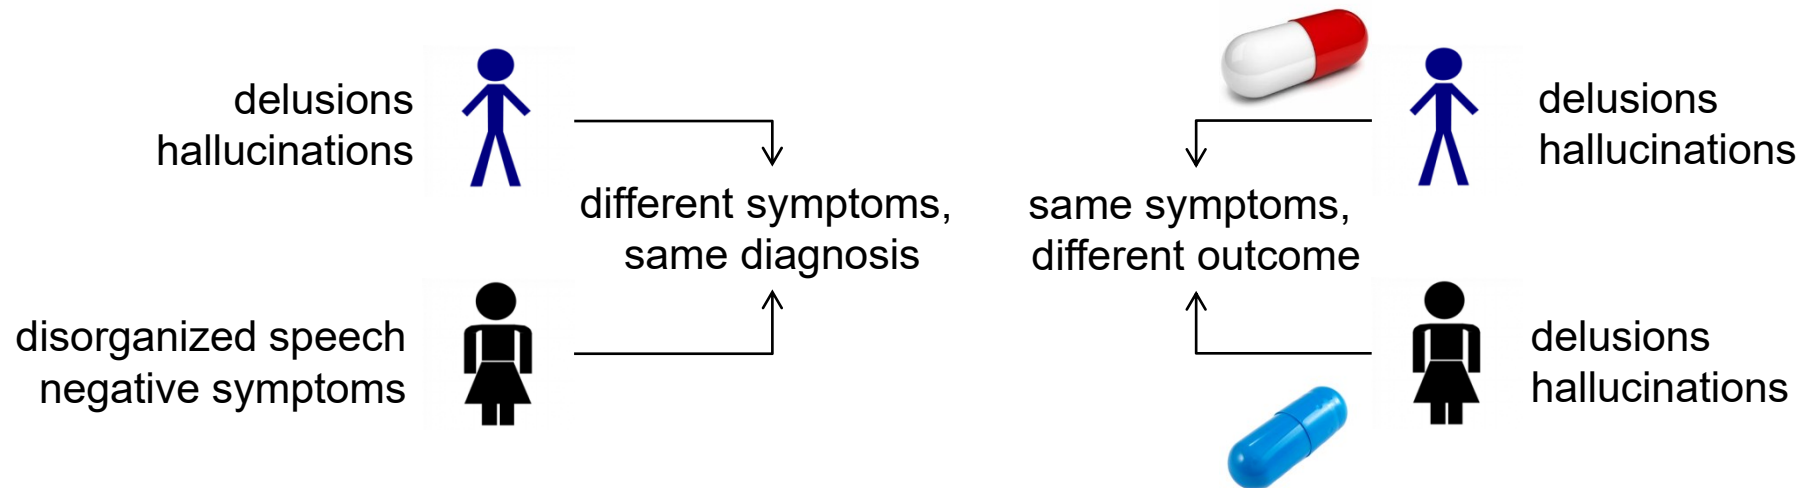 delusions
hallucinations
different symptoms,
same diagnosis
disorganized speech
negative symptoms
delusions
hallucinations
same symptoms,
different outcome
delusions
hallucinations